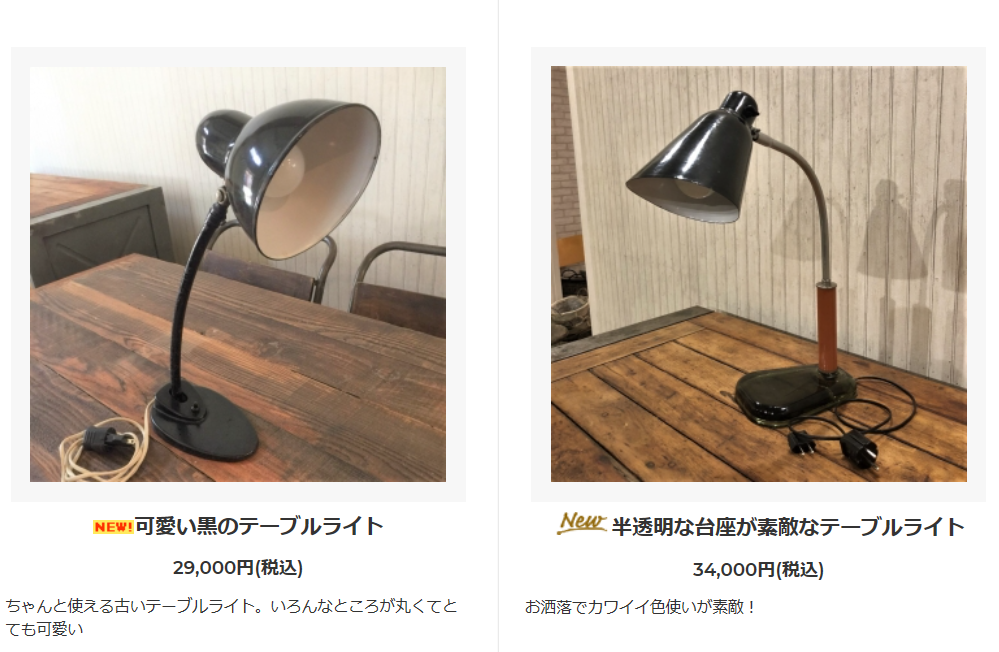 NEW!可愛い黒のテーブルライト
29,000円(税込)
ちゃんと使える古いテーブルライト。いろんなところが丸くてと
ても可愛い
New 半透明な台座が素敵なテーブルライト
34,000円(税込)
お洒落でカワイイ色使いが素敵！